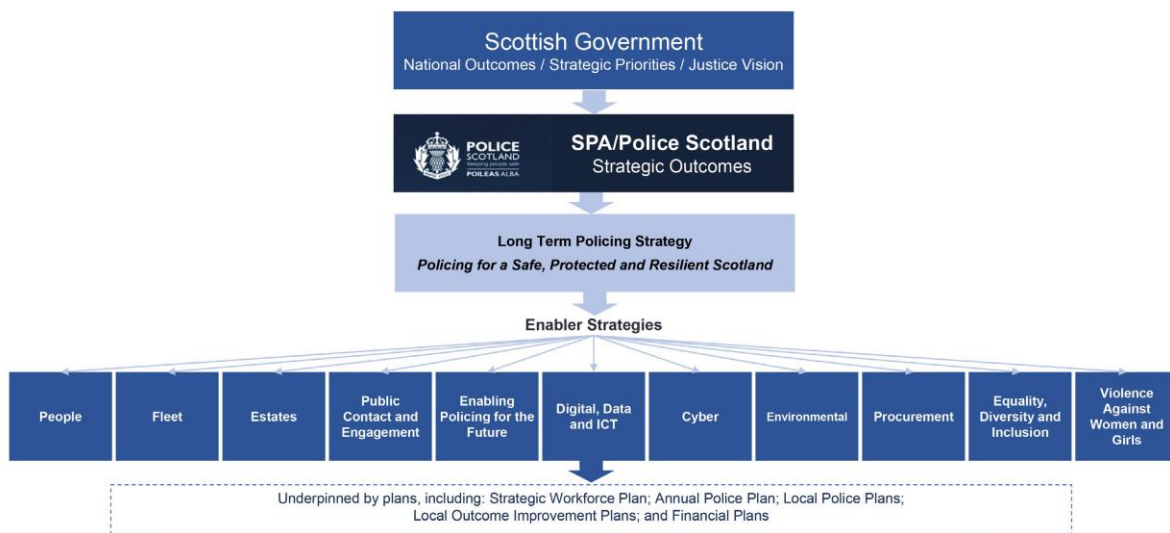 Scottish Government
National Outcomes / Strategic Priorities / Justice Vision
POLICE
SCOTLAND
Keeping people safe
POILEAS ALBA
SPA/Police Scotland
Strategic Outcomes
Long Term Policing Strategy
Policing for a Safe, Protected and Resilient Scotland
Enabler Strategies
People
Fleet
Estates
Public
Contact and
Engagement
Enabling
Policing for the
Future
Digital, Data
and ICT
Cyber
Environmental
Procurement
Equality,
Diversity and
Inclusion
Violence
Against
Women and
Girls
Underpinned by plans, including: Strategic Workforce Plan; Annual Police Plan; Local Police Plans;
Local Outcome Improvement Plans; and Financial Plans